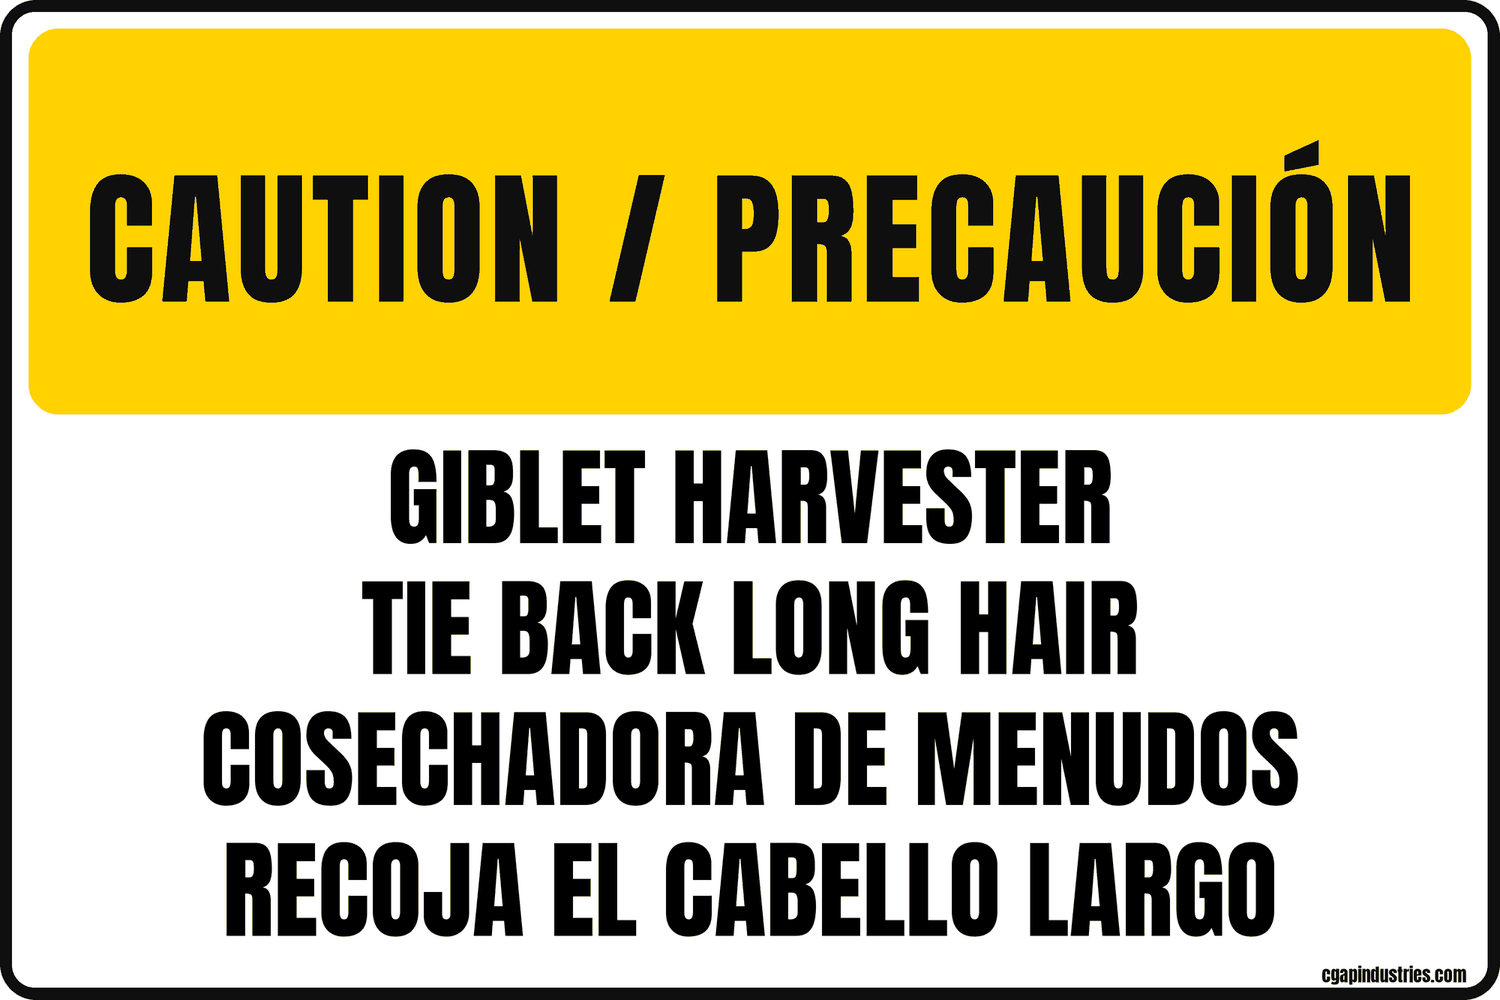 CAUTION / PRECAUCIÓN
GIBLET HARVESTER
TIE BACK LONG HAIR
COSECHADORA DE MENUDOS
RECOJA EL CABELLO LARGO
cgapindustries.com